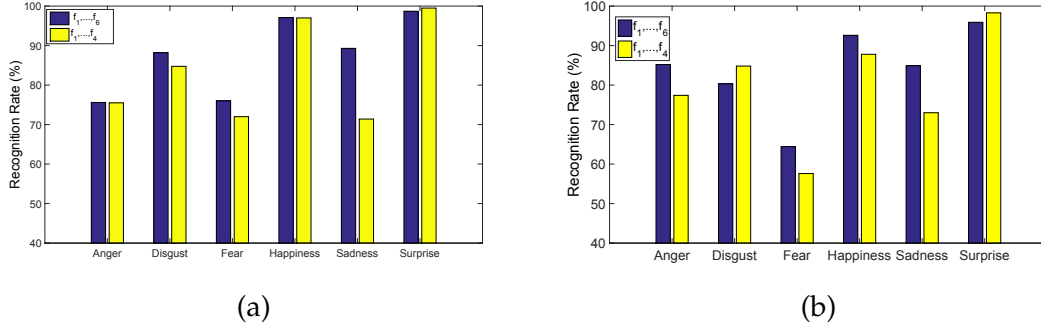 100
90
80
70
60
50
40
Recognition Rate (%)
f1,...,f6
f1,...,f4
Anger Disgust Fear Happiness Sadness Surprise
(a)
100
90
80
70
60
50
40
Recognition Rate (%)
f1,...,f6
f1,...,f4
Anger Disgust Fear Happiness Sadness Surprise
(b)